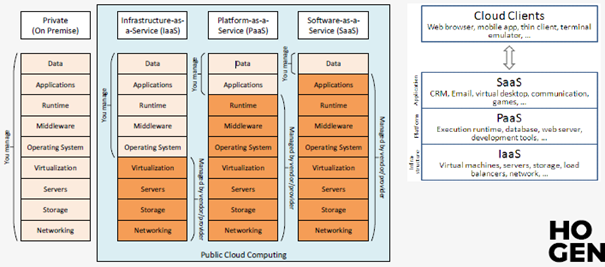 Private
(On Premise)
You manage
Data
Applications
Runtime
Middleware
Operating System
Virtualization
Servers
Storage
Networking
Infrastructure-as-
a-Service (IaaS)
You manage
Data
Applications
Runtime
Middleware
Operating System
Virtualization
Servers
Storage
Networking
Managed by vendor/provider
Platform-as-a-
Service (PaaS)
You manage
Data
Applications
Runtime
Middleware
Operating System
Virtualization
Servers
Storage
Networking
Managed by vendor/provider
Software-as-a-
Service (SaaS)
You manage
Data
Applications
Runtime
Middleware
Operating System
Virtualization
Servers
Storage
Networking
Managed by vendor/provider
Public Cloud Computing
Cloud Clients
Web browser, mobile app, thin client, terminal
emulator, ...
Application
SaaS
CRM, Email, virtual desktop, communication,
games, ...
Platform
PaaS
Execution runtime, database, web server,
development tools, ...
Infra-
structure
IaaS
Virtual machines, servers, storage, load
balancers, network, ...
HO
GEN